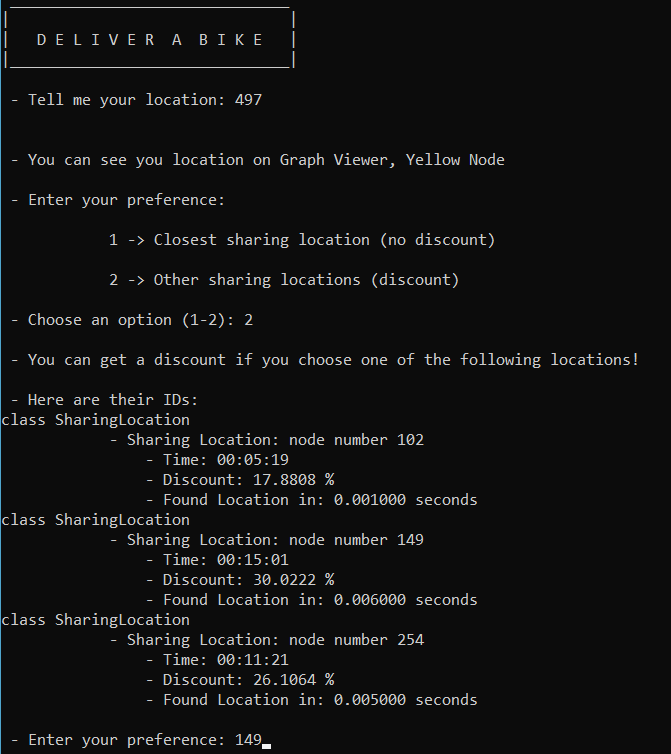 D E L I V E R  A  B I K E
- Tell me your location: 497
- You can see you location on Graph Viewer, Yellow Node
- Enter your preference:
1 -> Closest sharing location (no discount)
2 -> Other sharing locations (discount)
- Choose an option (1-2): 2
- You can get a discount if you choose one of the following locations!
- Here are their IDs:
class SharingLocation
- Sharing Location: node number 102
- Time: 00:05:19
- Discount: 17.8808 %
- Found Location in: 0.001000 seconds
class SharingLocation
- Sharing Location: node number 149
- Time: 00:15:01
- Discount: 30.0222 %
- Found Location in: 0.006000 seconds
class SharingLocation
- Sharing Location: node number 254
- Time: 00:11:21
- Discount: 26.1064 %
- Found Location in: 0.005000 seconds
- Enter your preference: 149